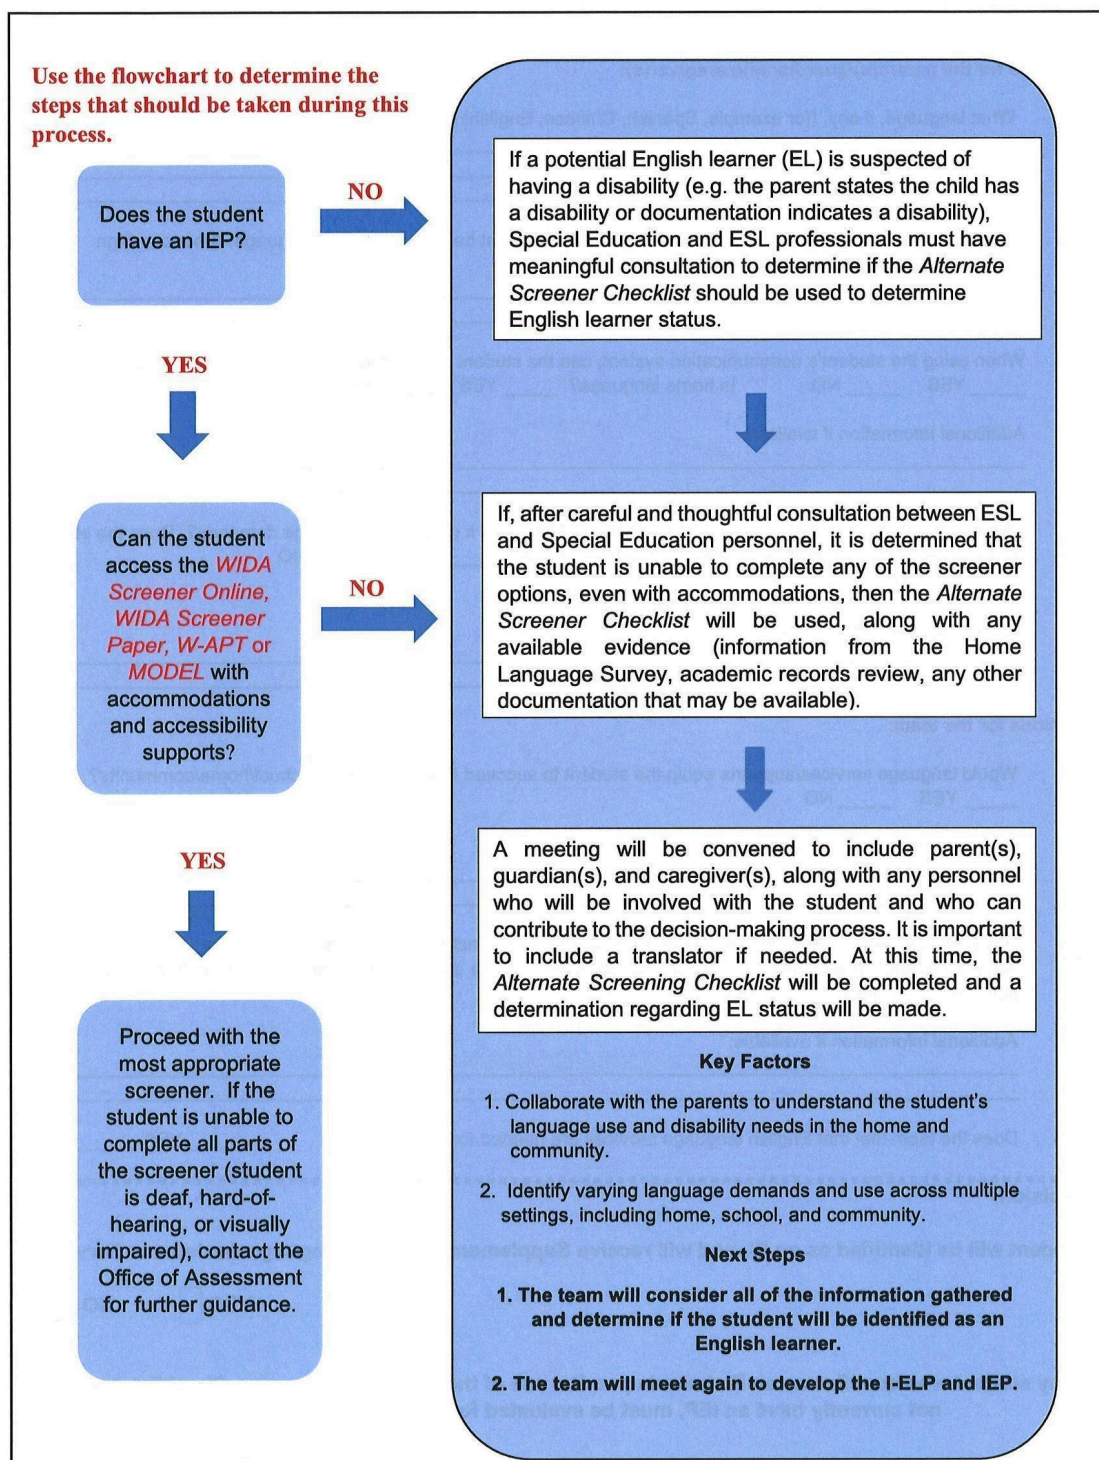 Use the flowchart to determine the
steps that should be taken during this
process.
Does the student
have an IEP?
NO
If a potential English learner (EL) is suspected of
having a disability (e.g. the parent states the child has
a disability or documentation indicates a disability),
Special Education and ESL professionals must have
meaningful consultation to determine if the Alternate
Screener Checklist should be used to determine
English learner status.
YES
Can the student
access the WIDA
Screener Online,
WIDA Screener
Paper, W-APT or
MODEL with
accommodations
and accessibility
supports?
NO
If, after careful and thoughtful consultation between ESL
and Special Education personnel, it is determined that
the student is unable to complete any of the screener
options, even with accommodations, then the Alternate
Screener Checklist will be used, along with any
available evidence (information from the Home
Language Survey, academic records review, any other
documentation that may be available).
YES
A meeting will be convened to include parent(s),
guardian(s), and caregiver(s), along with any personnel
who will be involved with the student and who can
contribute to the decision-making process. It is important
to include a translator if needed. At this time, the
Alternate Screening Checklist will be completed and a
determination regarding EL status will be made.
Proceed with the
most appropriate
screener. If the
student is unable to
complete all parts of
the screener (student
is deaf, hard-of-
hearing, or visually
impaired), contact the
Office of Assessment
for further guidance.
Key Factors
1. Collaborate with the parents to understand the student's
language use and disability needs in the home and
community.
2. Identify varying language demands and use across multiple
settings, including home, school, and community.
Next Steps
1. The team will consider all of the information gathered
and determine if the student will be identified as an
English learner.
2. The team will meet again to develop the I-ELP and IEP.